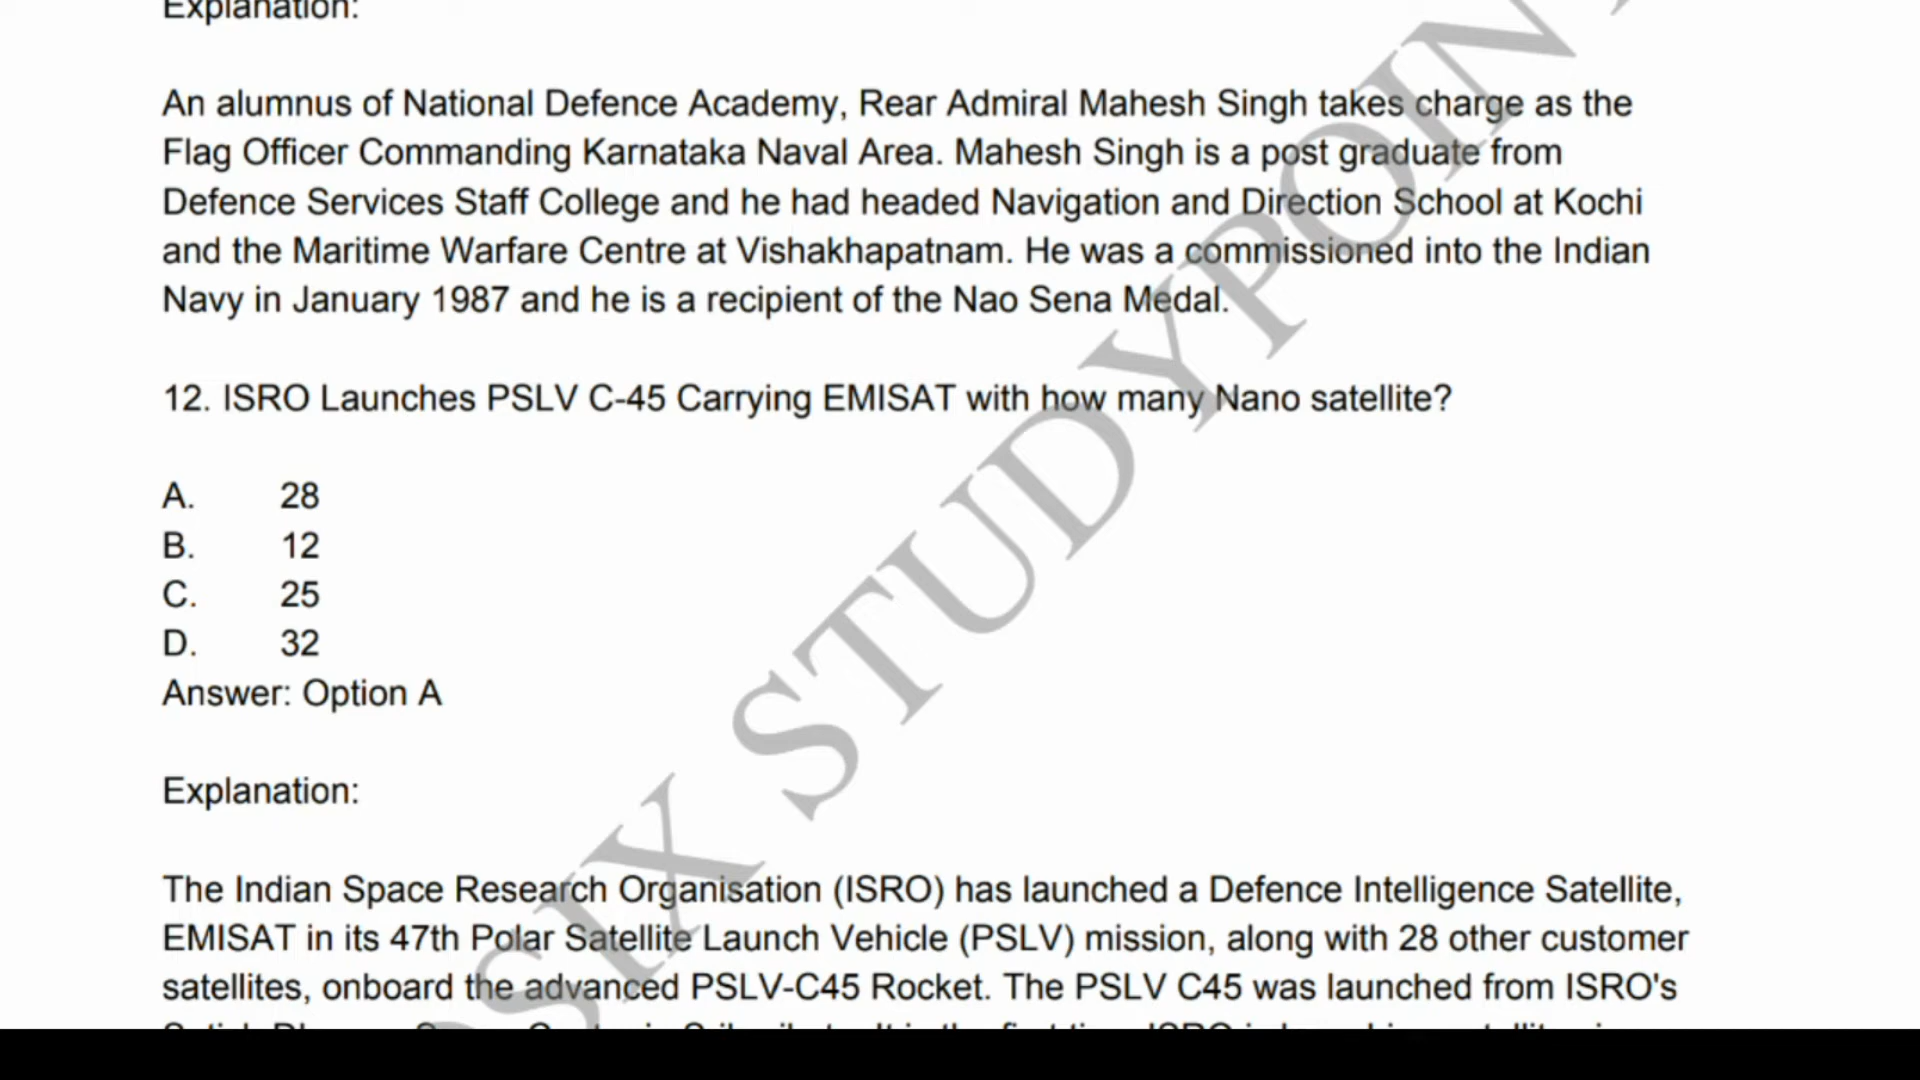 Explanation:
An alumnus of National Defence Academy, Rear Admiral Mahesh Singh takes charge as the
Flag Officer Commanding Karnataka Naval Area. Mahesh Singh is a post graduate from
Defence Services Staff College and he had headed Navigation and Direction School at Kochi
and the Maritime Warfare Centre at Vishakhapatnam. He was a commissioned into the Indian
Navy in January 1987 and he is a recipient of the Nao Sena Medal.
12. ISRO Launches PSLV C-45 Carrying EMISAT with how many Nano satellite?
A. 28
B. 12
C. 25
D. 32
Answer: Option A
Explanation:
The Indian Space Research Organisation (ISRO) has launched a Defence Intelligence Satellite,
EMISAT in its 47th Polar Satellite Launch Vehicle (PSLV) mission, along with 28 other customer
satellites, onboard the advanced PSLV-C45 Rocket. The PSLV C45 was launched from ISRO's
SIX STUDYPOIN